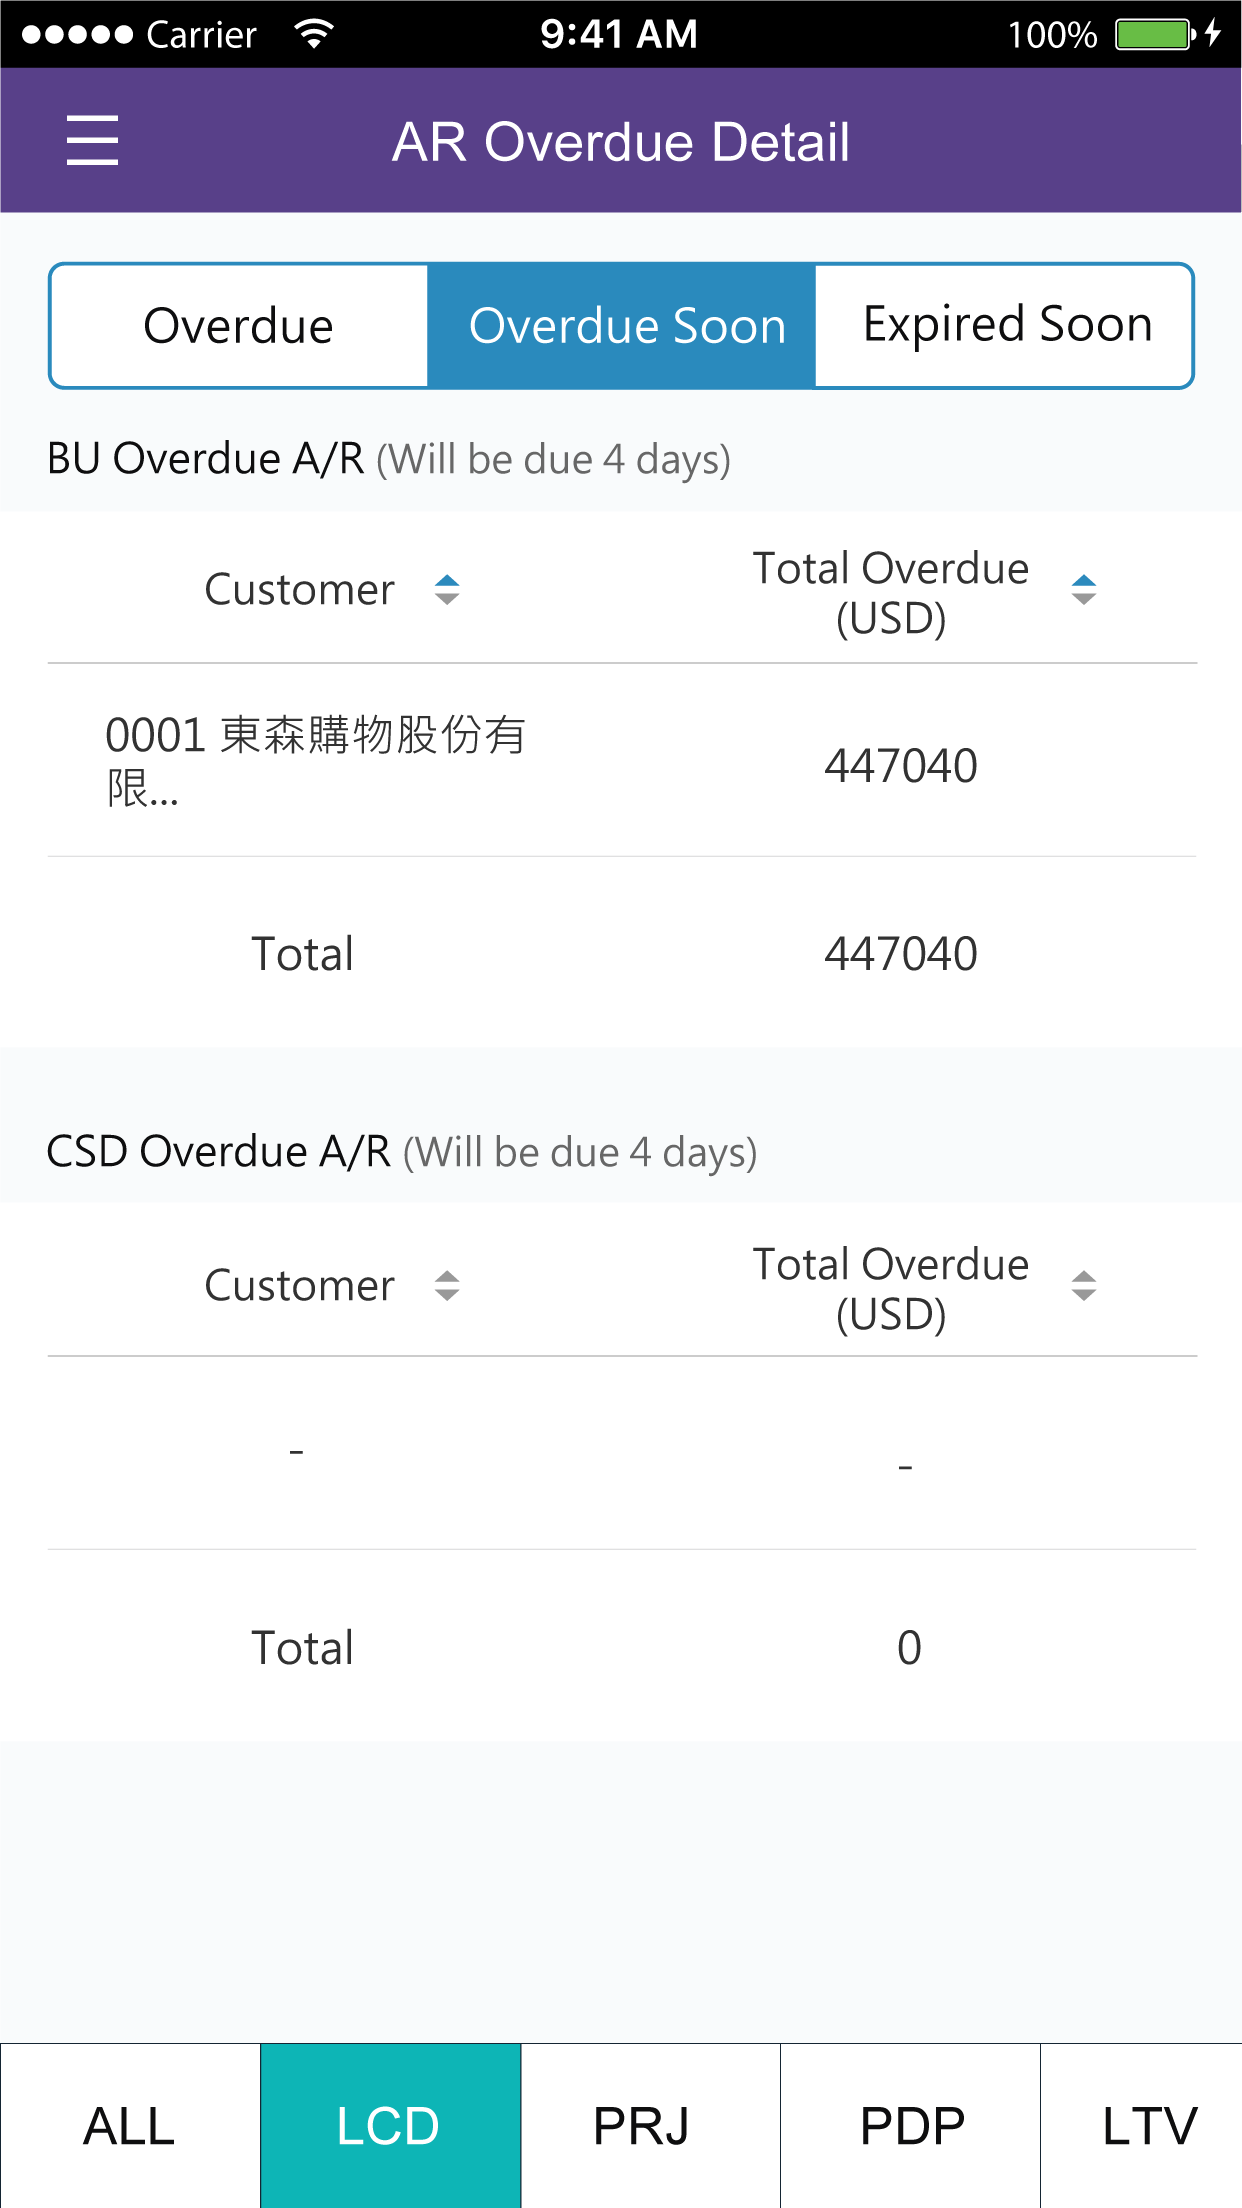 Carrier 9:41 AM 100%
AR Overdue Detail
Overdue Overdue Soon Expired Soon
BU Overdue A/R (Will be due 4 days)
Customer Total Overdue
(USD)
0001 東森購物股份有
限... 447040
Total 447040
CSD Overdue A/R (Will be due 4 days)
Customer Total Overdue
(USD)
- -
Total 0
ALL LCD PRJ PDP LTV